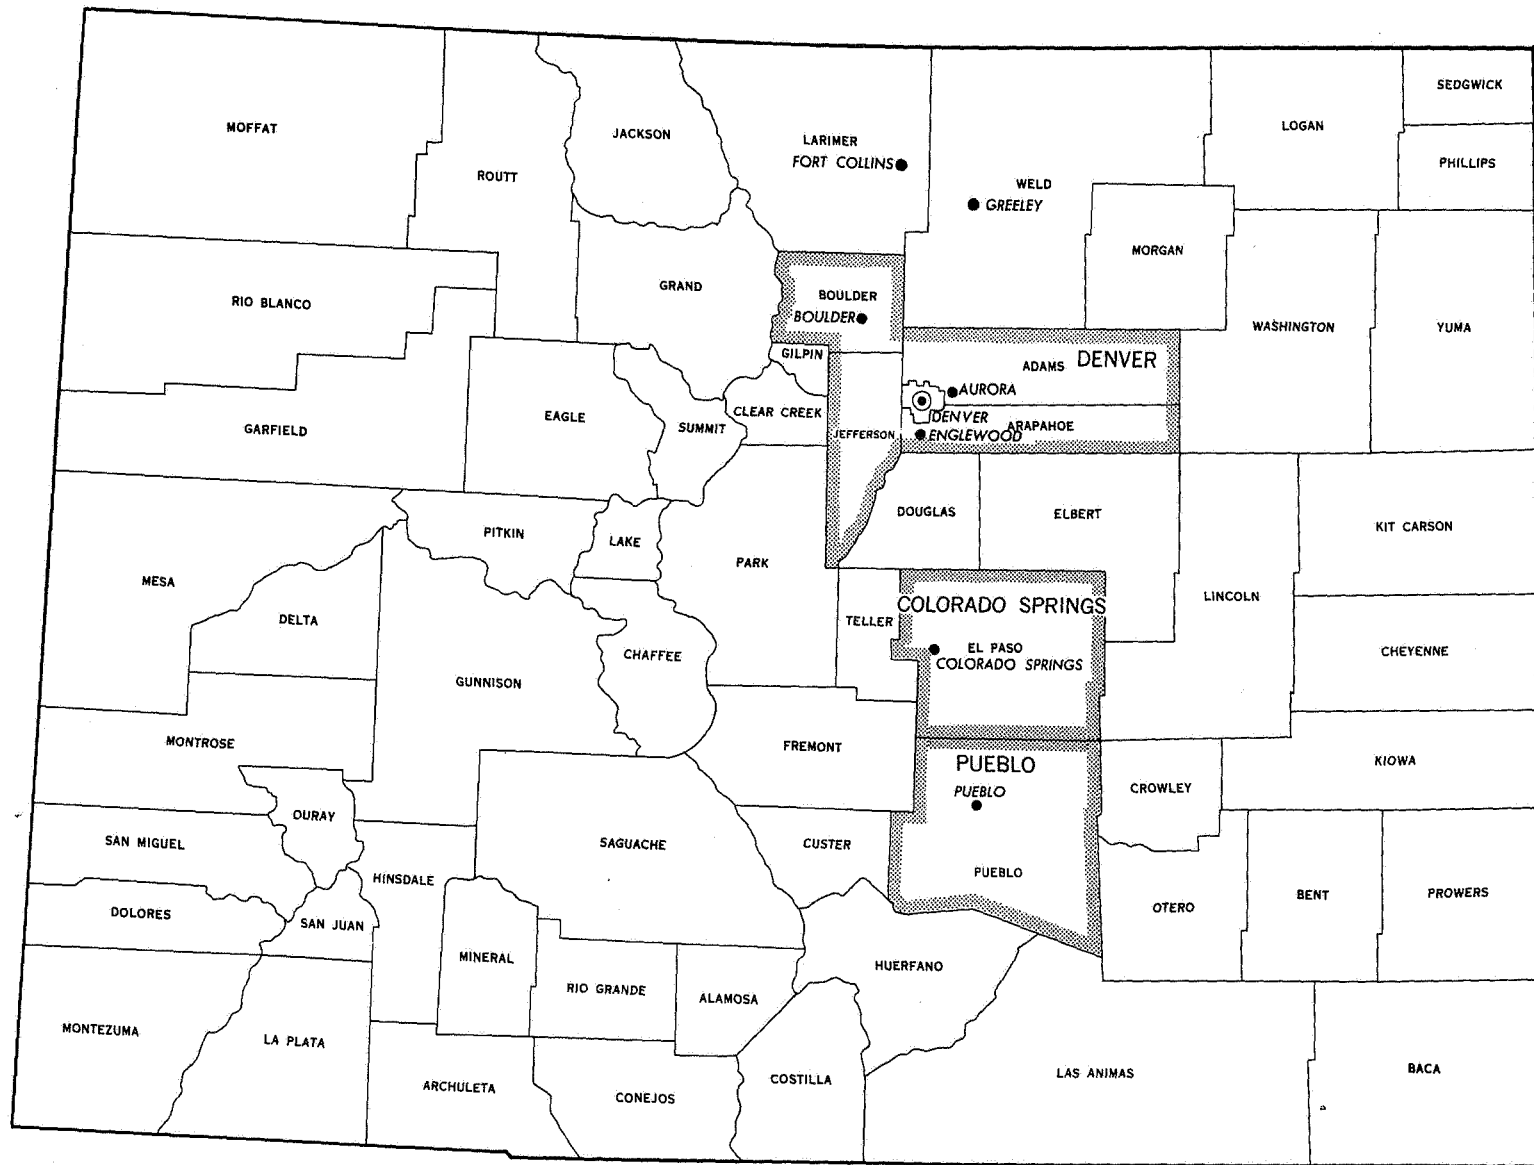 SEDGWICK
MOFFAT
JACKSON
LARIMER
FORT COLLINS
LOGAN
PHILLIPS
ROUTT
WELD
GREELEY
MORGAN
RIO BLANCO
GRAND
BOULDER
BOULDER
WASHINGTON
YUMA
GILPIN
ADAMS
DENVER
AURORA
EAGLE
CLEAR CREEK
DENVER
GARFIELD
SUMMIT
JEFFERSON
ARAPAHOE
ENGLEWOOD
DOUGLAS
ELBERT
KIT CARSON
PITKIN
LAKE
PARK
MESA
LINCOLN
COLORADO SPRINGS
DELTA
TELLER
EL PASO
COLORADO SPRINGS
CHEYENNE
CHAFFEE
GUNNISON
MONTROSE
FREMONT
PUEBLO
KIOWA
PUEBLO
CROWLEY
OURAY
SAN MIGUEL
SAGUACHE
CUSTER
HINSDALE
PUEBLO
DOLORES
SAN JUAN
OTERO
BENT
PROWERS
MINERAL
HUERFANO
RIO GRANDE
ALAMOSA
MONTEZUMA
LA PLATA
ARCHULETA
CONEJOS
COSTILLA
LAS ANIMAS
BACA